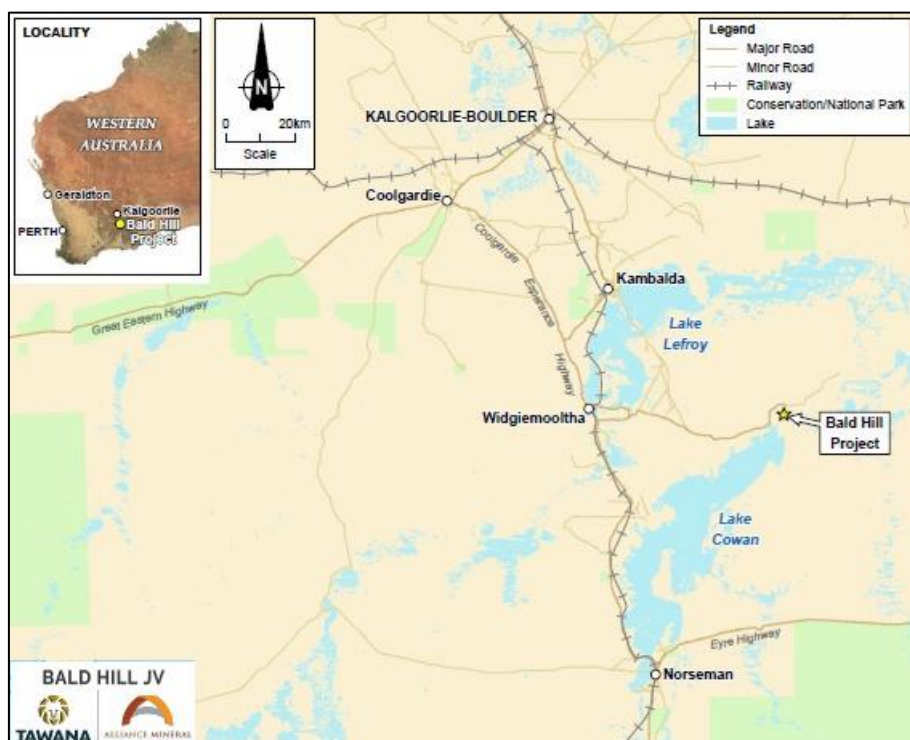 LOCALITY
WESTERN
AUSTRALIA
Geraldton
Kalgoorlie
Bald Hill
Project
PERTH
N
0 20km
Scale
Legend
Major Road
Minor Road
Railway
Conservation/National Park
Lake
KALGOORLIE-BOULDER
Coolgardie
Coolgardie
Esperance
Highway
Kambalda
Great Eastern Highway
Lake
Lefroy
Widgiemooltha
Bald Hill
Project
Lake
Cowan
Eyre Highway
Norseman
BALD HILL JV
TAWANA
ALLIANCE MINERAL